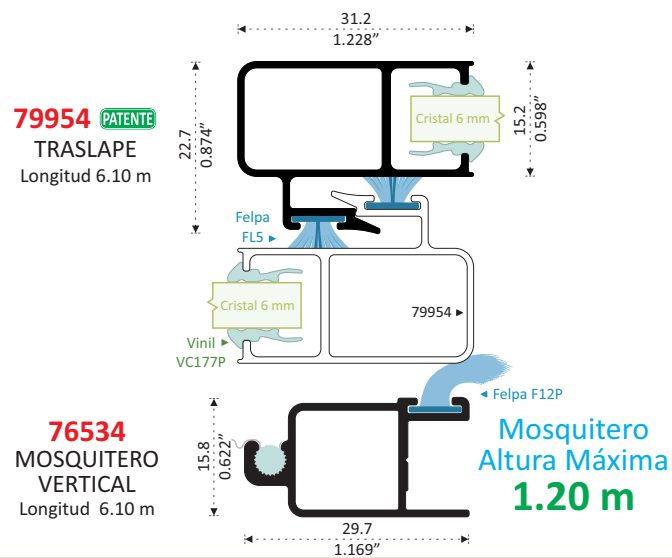 31.2
1.228”
79954 PATENTE
TRASLAPE
Longitud 6.10 m
22.7
0.874”
Cristal 6 mm
15.2
0.598”
Felpa
FL5
Cristal 6 mm
79954
Vinil
VC177P
Felpa F12P
76534
MOSQUITERO
VERTICAL
Longitud 6.10 m
15.8
0.622”
Mosquitero
Altura Máxima
1.20 m
29.7
1.169”